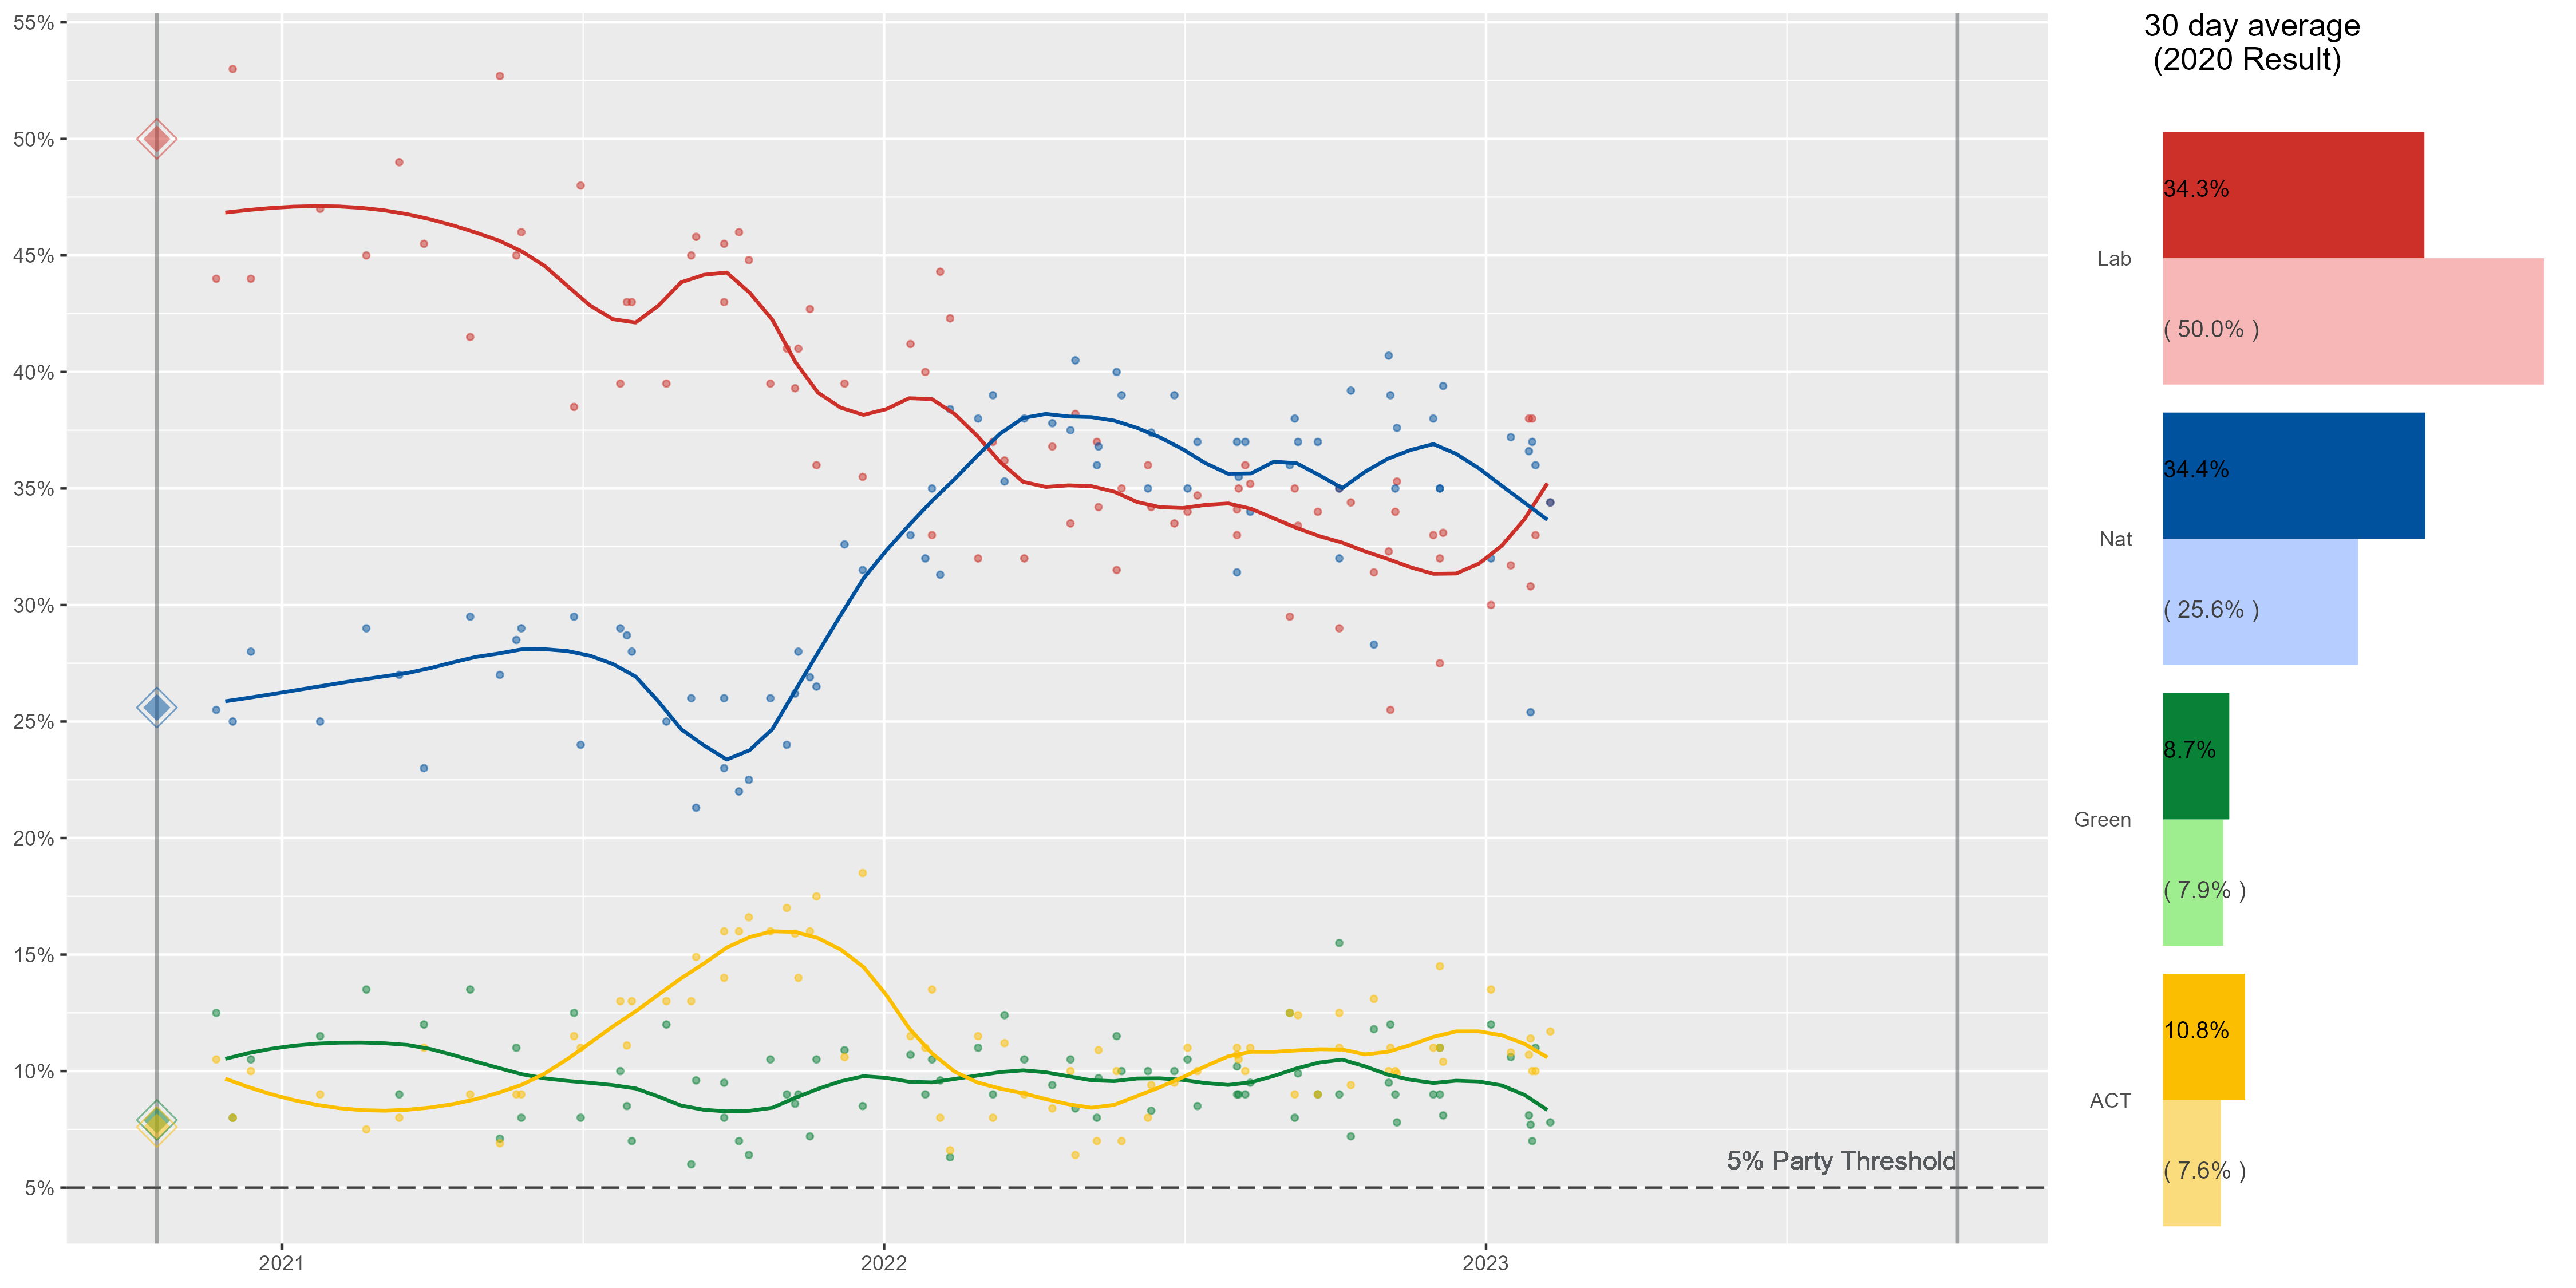 55%
50%
45%
40%
35%
30%
25%
20%
15%
10%
5%
5% Party Threshold
2021
2022
2023
30 day average
(2020 Result)
34.3%
Lab
( 50.0% )
34.4%
Nat
( 25.6% )
8.7%
Green
( 7.9% )
10.8%
ACT
( 7.6% )